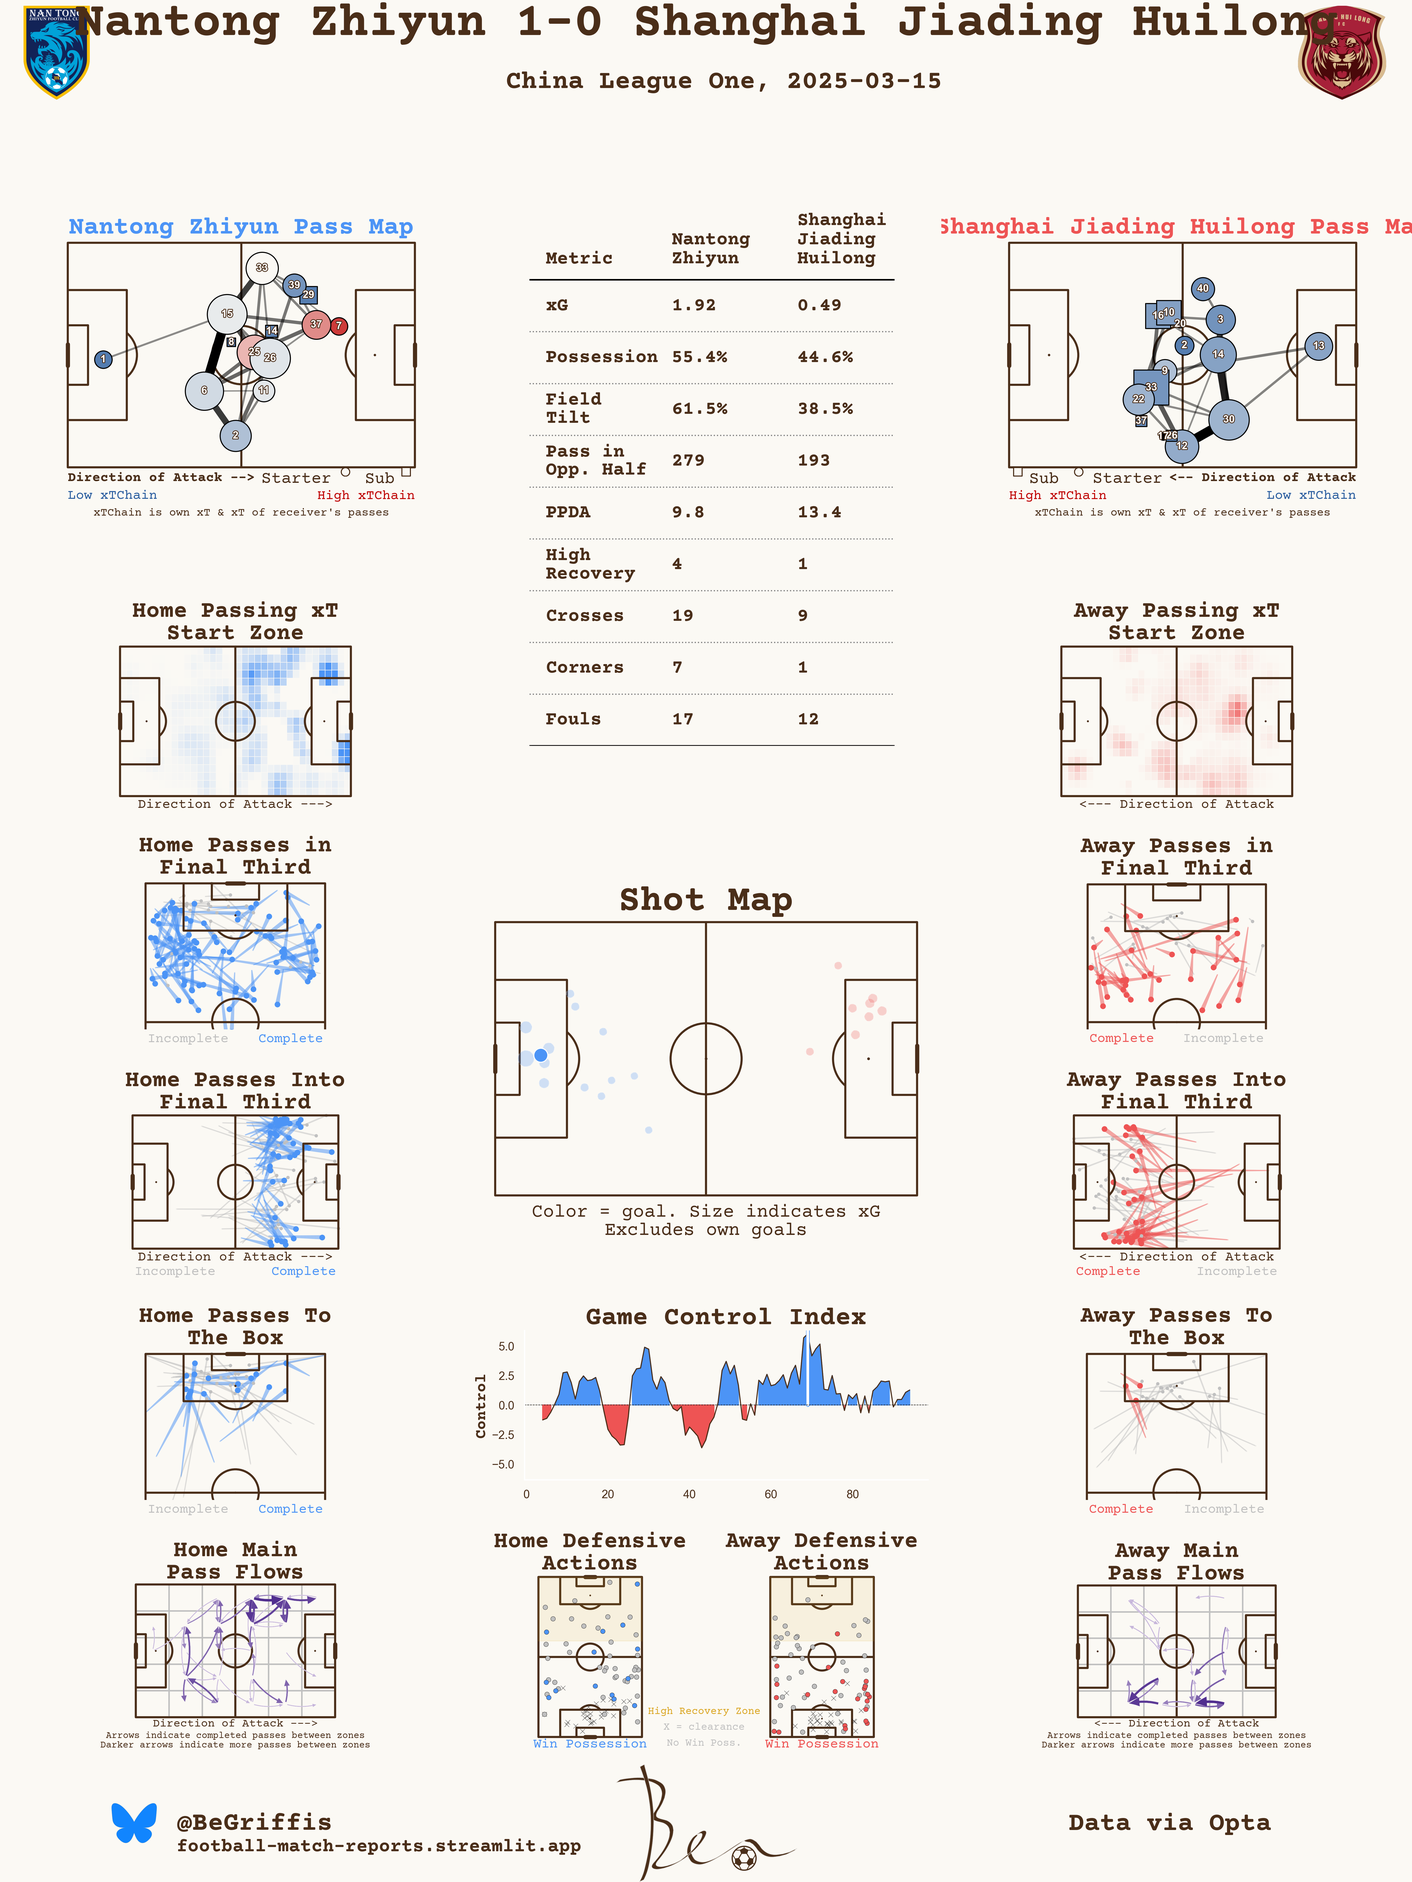 Nantong Zhiyun 1-0 Shanghai Jiading Huilong
China League One, 2025-03-15
NAN TONG
ZHIYUN FOOTBALL CLUB
HUI LONG
Nantong Zhiyun Pass Map
33
39
29
15
37
7
14
8
25
26
1
6
11
2
Direction of Attack --> Starter Sub
Low xTChain High xTChain
xTChain is own xT & xT of receiver's passes
Metric Nantong Zhiyun Shanghai Jiading Huilong
xG 1.92 0.49
Possession 55.4% 44.6%
Field Tilt 61.5% 38.5%
Pass in Opp. Half 279 193
PPDA 9.8 13.4
High Recovery 4 1
Crosses 19 9
Corners 7 1
Fouls 17 12
Shanghai Jiading Huilong Pass Ma
40
16
10
20
3
2
14
13
9
33
22
37
30
17
26
12
Sub Starter <-- Direction of Attack
High xTChain Low xTChain
xTChain is own xT & xT of receiver's passes
Home Passing xT
Start Zone
Direction of Attack --->
Away Passing xT
Start Zone
<--- Direction of Attack
Home Passes in
Final Third
Incomplete Complete
Away Passes in
Final Third
Complete Incomplete
Shot Map
Color = goal. Size indicates xG
Excludes own goals
Home Passes Into
Final Third
Direction of Attack --->
Incomplete Complete
Away Passes Into
Final Third
<--- Direction of Attack
Complete Incomplete
Home Passes To
The Box
Incomplete Complete
Game Control Index
Control
5.0
2.5
0.0
−2.5
−5.0
0 20 40 60 80
Away Passes To
The Box
Complete Incomplete
Home Main
Pass Flows
Direction of Attack --->
Arrows indicate completed passes between zones
Darker arrows indicate more passes between zones
Home Defensive
Actions
Win Possession
High Recovery Zone
X = clearance
No Win Poss.
Away Defensive
Actions
Win Possession
Away Main
Pass Flows
<--- Direction of Attack
Arrows indicate completed passes between zones
Darker arrows indicate more passes between zones
@BeGriffis
football-match-reports.streamlit.app
Ben
Data via Opta